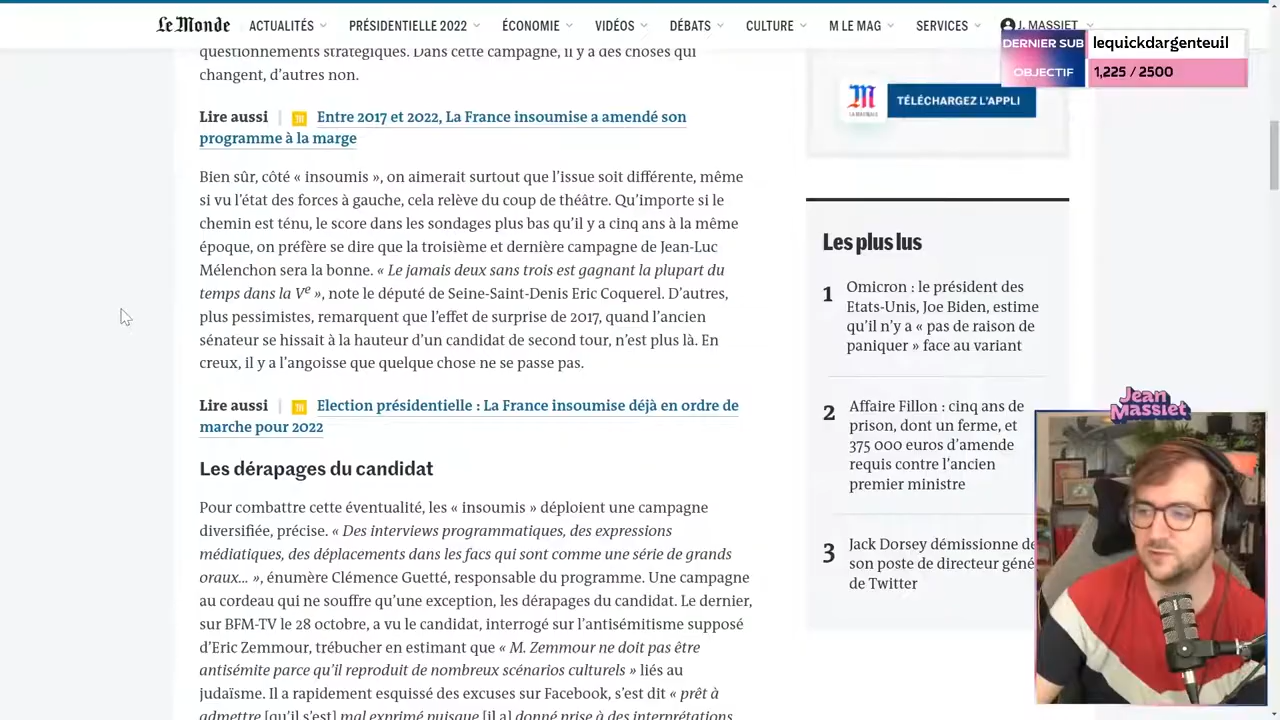 Le Monde
ACTUALITÉS
PRÉSIDENTIELLE 2022
ÉCONOMIE
VIDÉOS
DÉBATS
CULTURE
M LE MAG
SERVICES
J. MASSIET
DERNIER SUB
lequickdargenteuil
OBJECTIF
1,225 / 2500
questionnements stratégiques. Dans cette campagne, il y a des choses qui
changent, d'autres non.
Lire aussi | Entre 2017 et 2022, La France insoumise a amendé son
programme à la marge
Bien sûr, côté « insoumis », on aimerait surtout que l'issue soit différente, même
si vu l'état des forces à gauche, cela relève du coup de théâtre. Qu'importe si le
chemin est ténu, le score dans les sondages plus bas qu'il y a cinq ans à la même
époque, on préfère se dire que la troisième et dernière campagne de Jean-Luc
Mélenchon sera la bonne. « Le jamais deux sans trois est gagnant la plupart du
temps dans la Ve », note le député de Seine-Saint-Denis Eric Coquerel. D'autres,
plus pessimistes, remarquent que l'effet de surprise de 2017, quand l'ancien
sénateur se hissait à la hauteur d'un candidat de second tour, n'est plus là. En
creux, il y a l'angoisse que quelque chose ne se passe pas.
Lire aussi | Election présidentielle : La France insoumise déjà en ordre de
marche pour 2022
Les dérapages du candidat
Pour combattre cette éventualité, les « insoumis » déploient une campagne
diversifiée, précise. « Des interviews programmatiques, des expressions
médiatiques, des déplacements dans les facs qui sont comme une série de grands
oraux... », énumère Clémence Guetté, responsable du programme. Une campagne
au cordeau qui ne souffre qu'une exception, les dérapages du candidat. Le dernier,
sur BFM-TV le 28 octobre, a vu le candidat, interrogé sur l'antisémitisme supposé
d'Eric Zemmour, trébucher en estimant que « M. Zemmour ne doit pas être
antisémite parce qu'il reproduit de nombreux scénarios culturels » liés au
judaïsme. Il a rapidement esquissé des excuses sur Facebook, s'est dit « prêt à
admettre [qu'il s'est] mal exprimé puisque [il a] donné prise à des interprétations
TÉLÉCHARGEZ L'APPLI
Les plus lus
1 Omicron : le président des
Etats-Unis, Joe Biden, estime
qu'il n'y a « pas de raison de
paniquer » face au variant
2 Affaire Fillon : cinq ans de
prison, dont un ferme, et
375 000 euros d'amende
requis contre l'ancien
premier ministre
3 Jack Dorsey démissionne de
son poste de directeur géné
de Twitter
Jean
Massiet